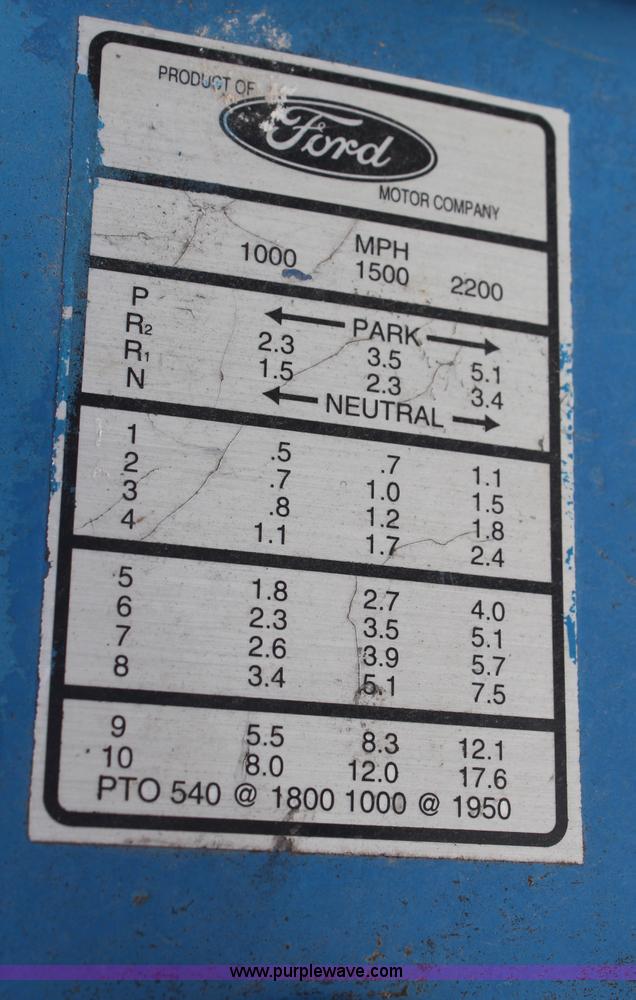 PRODUCT OF
Ford
MOTOR COMPANY
MPH
1000 1500 2200
P PARK
R2 2.3 3.5 5.1
R1 1.5 2.3 3.4
N NEUTRAL
1 .5 .7 1.1
2 .7 1.0 1.5
3 .8 1.2 1.8
4 1.1 1.7 2.4
5 1.8 2.7 4.0
6 2.3 3.5 5.1
7 2.6 3.9 5.7
8 3.4 5.1 7.5
9 5.5 8.3 12.1
10 8.0 12.0 17.6
PTO 540 @ 1800 1000 @ 1950
www.purplewave.com